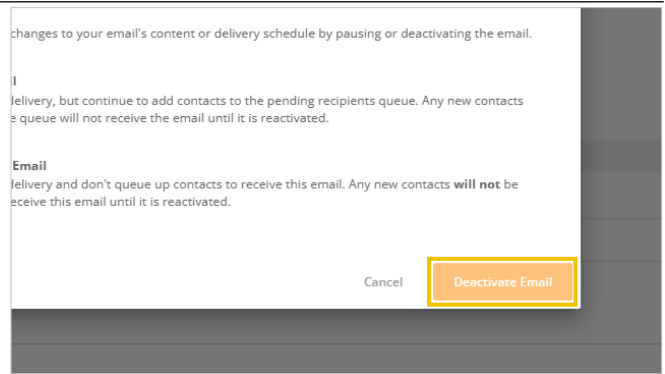 changes to your email's content or delivery schedule by pausing or deactivating the email.
il
delivery, but continue to add contacts to the pending recipients queue. Any new contacts
e queue will not receive the email until it is reactivated.
Email
delivery and don't queue up contacts to receive this email. Any new contacts will not be
eceive this email until it is reactivated.
Cancel Deactivate Email